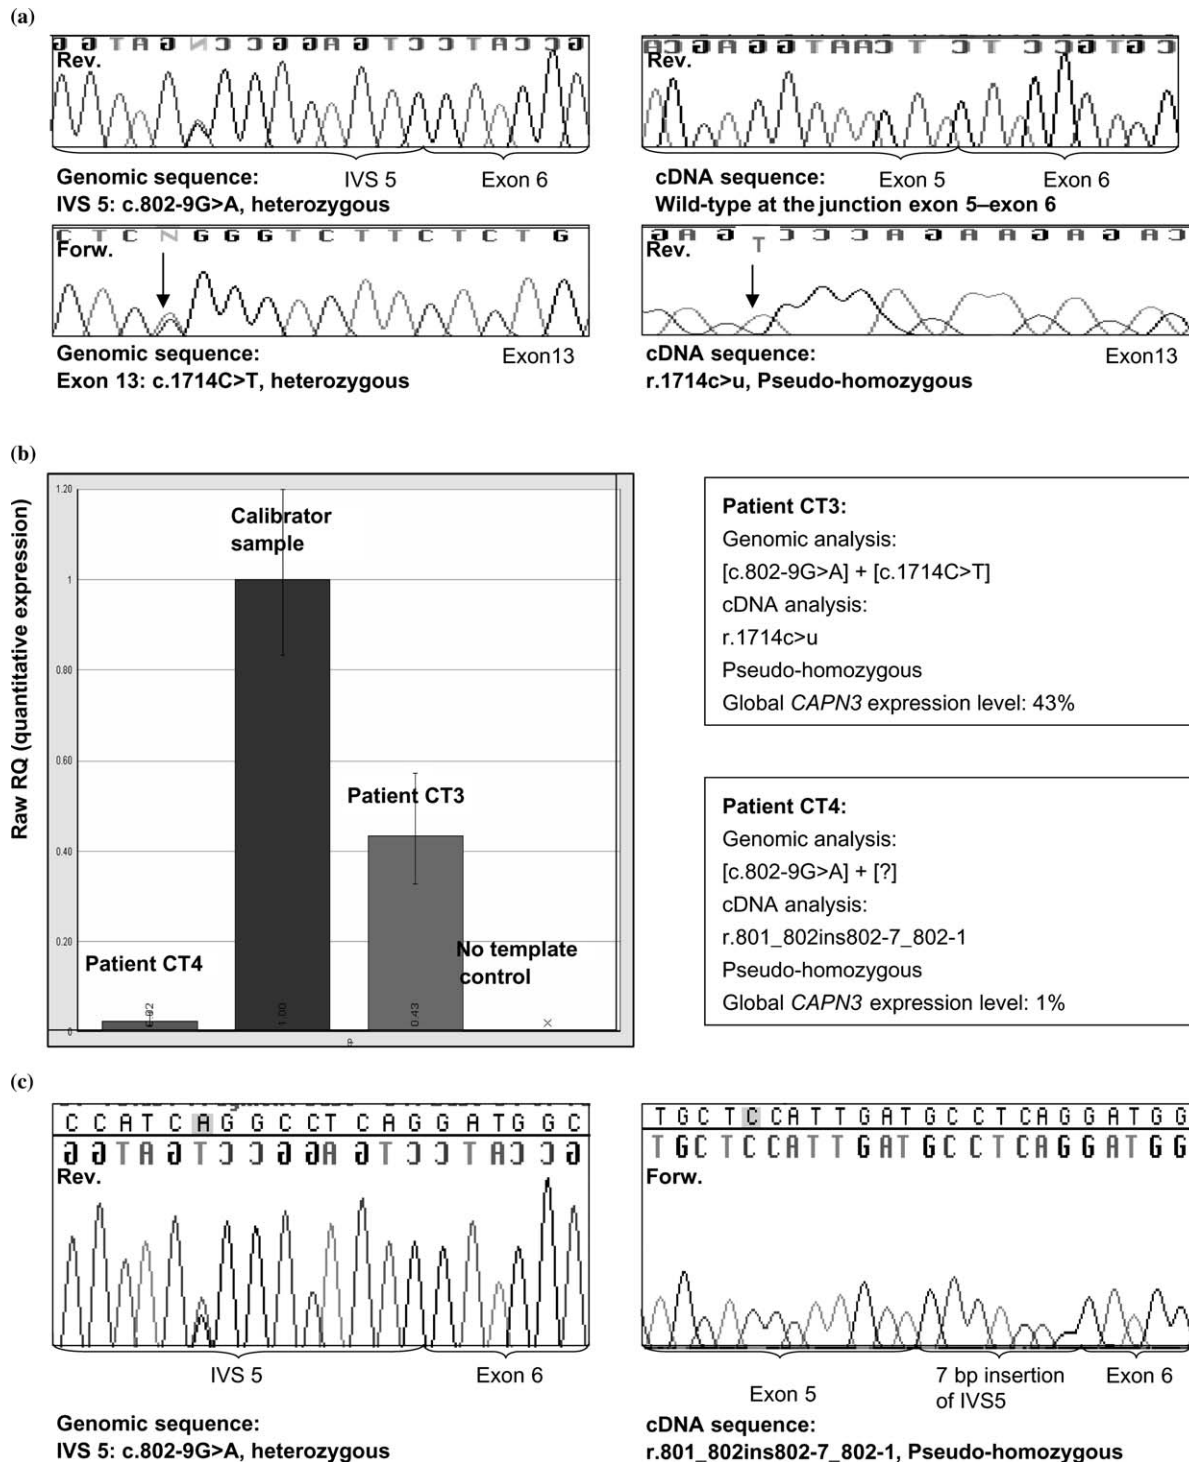 (a)
G G T A G N C C G G A G T C C T A C C G
Rev.
IVS 5
Exon 6
Genomic sequence:
IVS 5: c.802-9G>A, heterozygous
A C G A G G T A A C T C T C C G T G C
Rev.
Exon 5
Exon 6
cDNA sequence:
Wild-type at the junction exon 5–exon 6
C T C N G G G T C T T C T C T G
Forw.
Genomic sequence:
Exon13
Exon 13: c.1714C>T, heterozygous
G A G T C C C A G A A G A G A C
Rev.
cDNA sequence:
Exon13
r.1714c>u, Pseudo-homozygous
(b)
Raw RQ (quantitative expression)
1.20
1
0.80
0.60
0.40
0.20
0
Calibrator
sample
Patient CT3
Patient CT4
No template
control
0.02
1.00
0.43
Patient CT3:
Genomic analysis:
[c.802-9G>A] + [c.1714C>T]
cDNA analysis:
r.1714c>u
Pseudo-homozygous
Global CAPN3 expression level: 43%
Patient CT4:
Genomic analysis:
[c.802-9G>A] + [?]
cDNA analysis:
r.801_802ins802-7_802-1
Pseudo-homozygous
Global CAPN3 expression level: 1%
(c)
C C A T C A G G C C T C A G G A T G G C
G G T A G T C C G G A G T C C T A C C G
Rev.
IVS 5
Exon 6
Genomic sequence:
IVS 5: c.802-9G>A, heterozygous
T G C T C C A T T G A T G C C T C A G G A T G G
T G C T C C A T T G A T G C C T C A G G A T G G
Forw.
Exon 5
7 bp insertion
of IVS5
Exon 6
cDNA sequence:
r.801_802ins802-7_802-1, Pseudo-homozygous